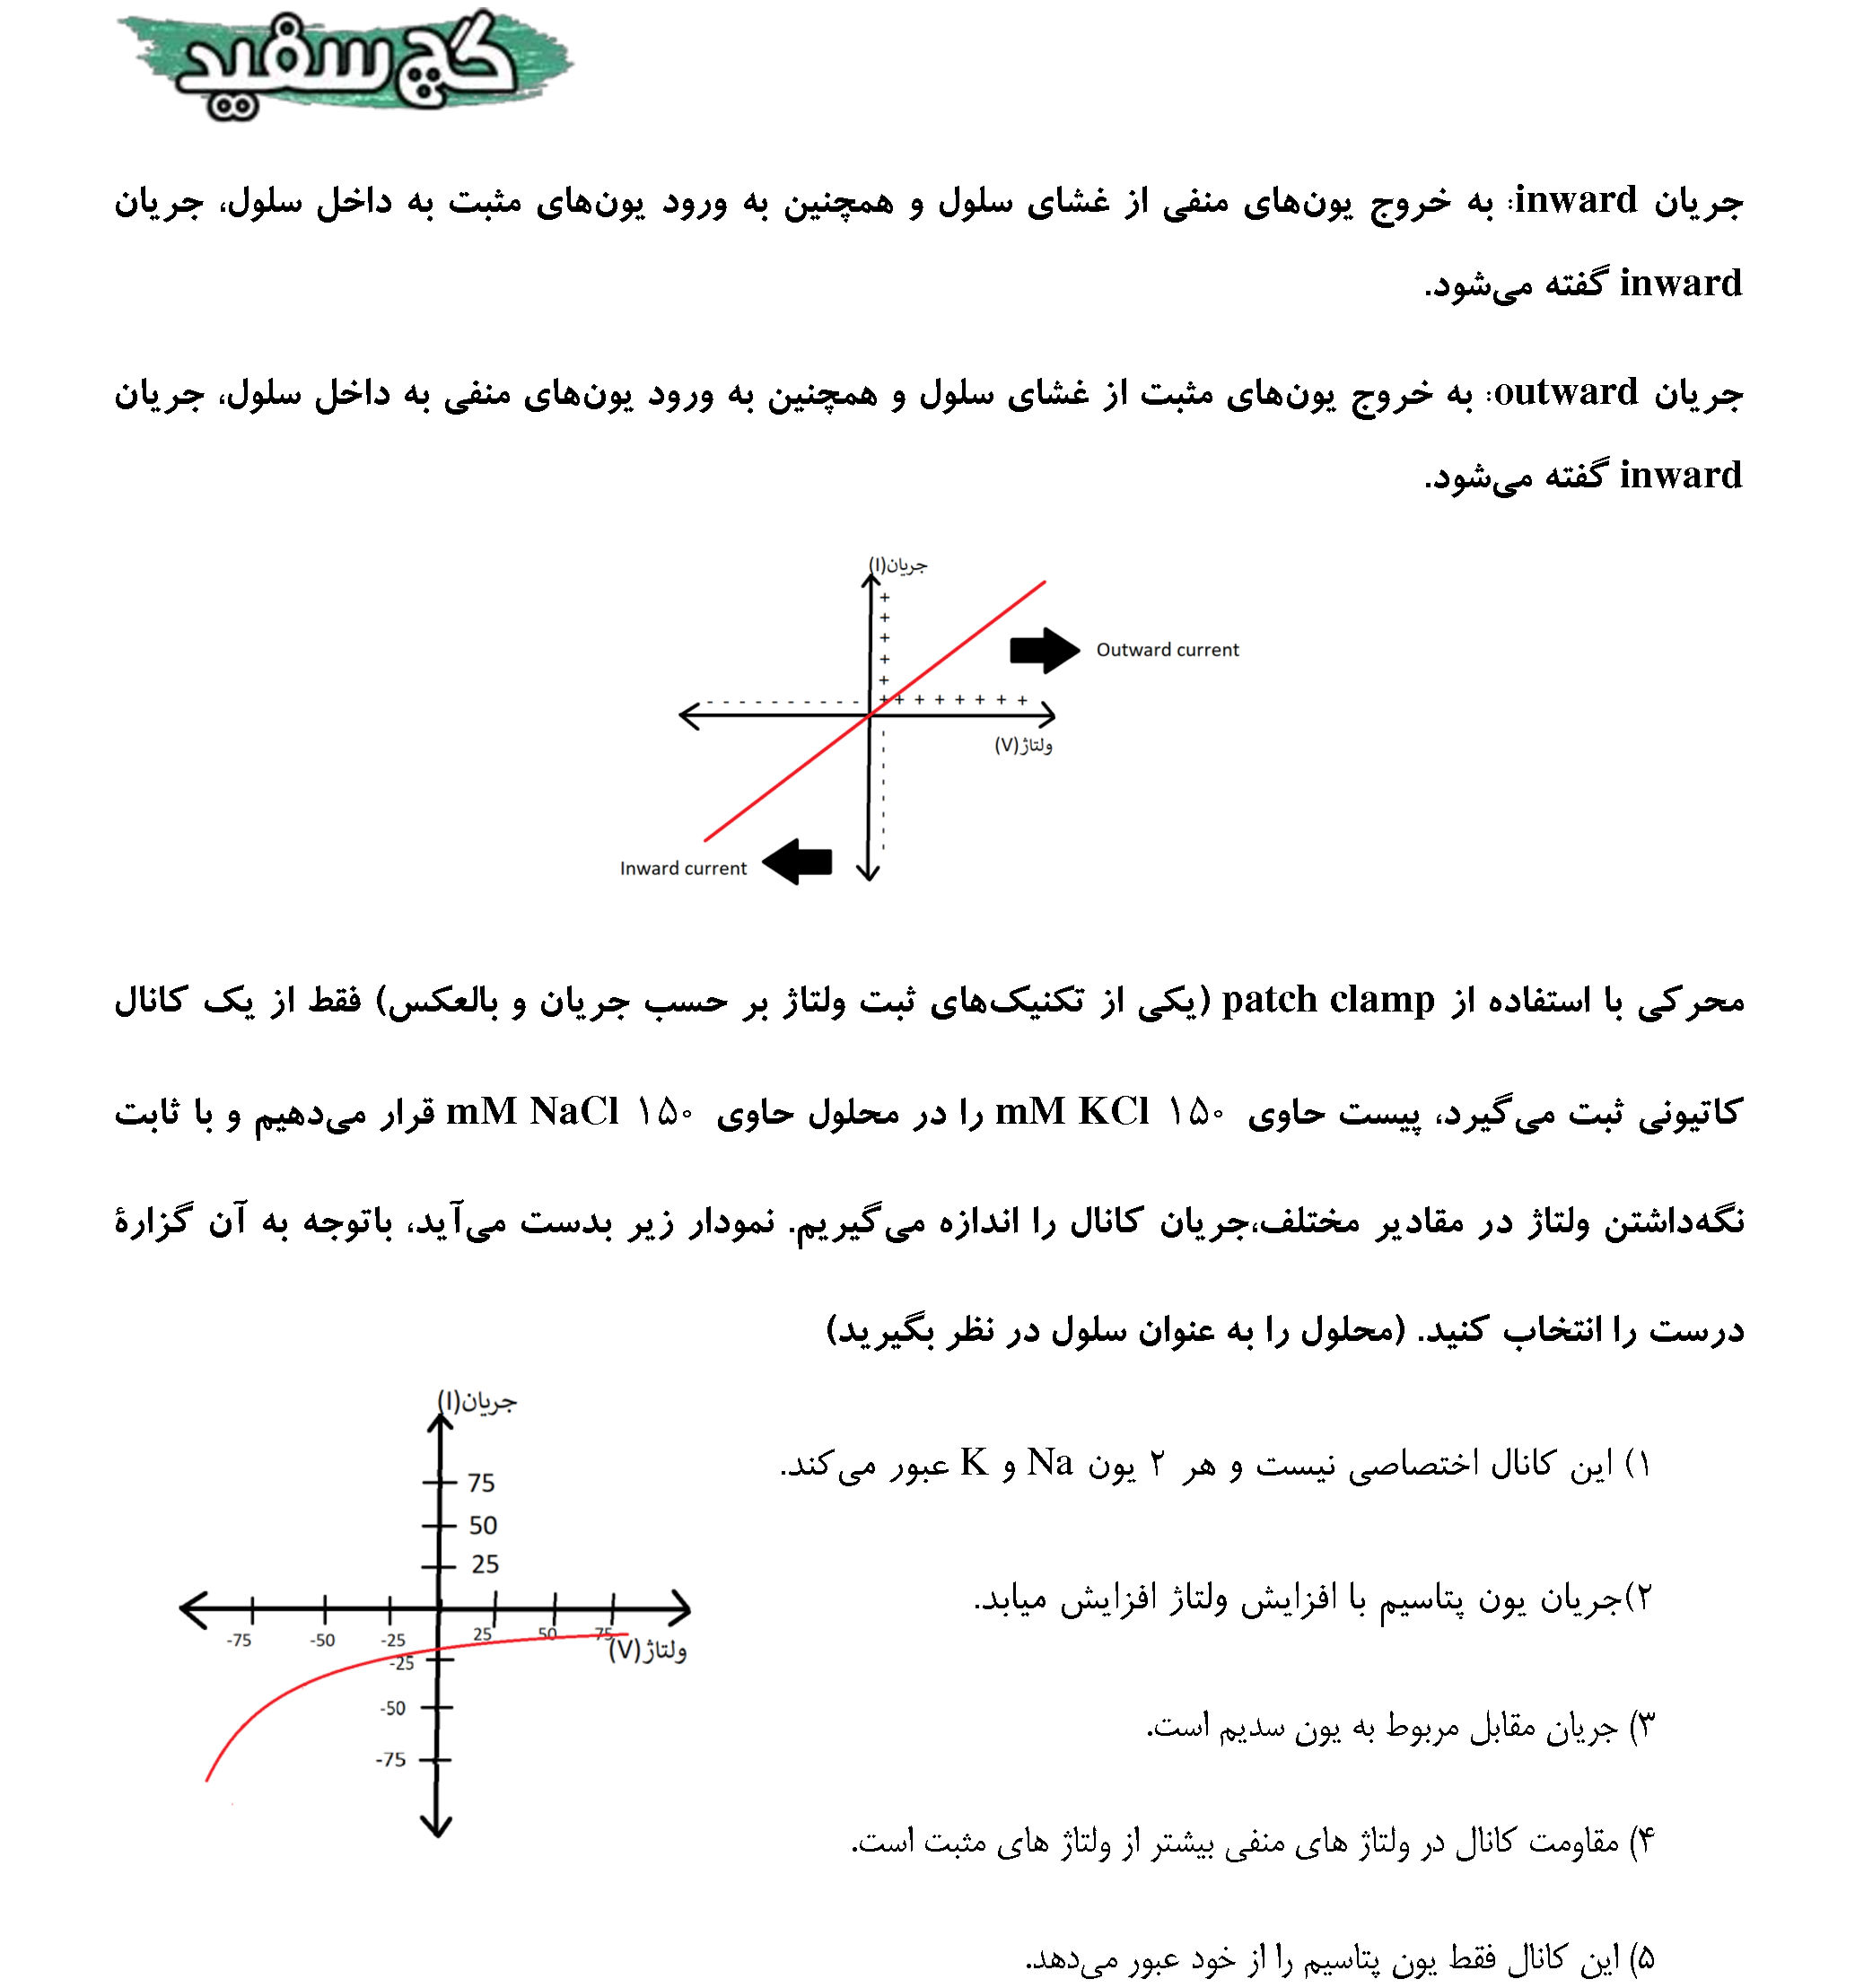 گچ سفید
جریان inward: به خروج یون‌های منفی از غشای سلول و همچنین به ورود یون‌های مثبت به داخل سلول، جریان
inward گفته می‌شود.
جریان outward: به خروج یون‌های مثبت از غشای سلول و همچنین به ورود یون‌های منفی به داخل سلول، جریان
inward گفته می‌شود.
جریان(I)
+
+
+
+
+
- - - - - - - - - - + + + + + + + +
Outward current
ولتاژ(V)
Inward current
محرکی با استفاده از patch clamp (یکی از تکنیک‌های ثبت ولتاژ بر حسب جریان و بالعکس) فقط از یک کانال
کاتیونی ثبت می‌گیرد، پیست حاوی ۱۵۰ mM KCl را در محلول حاوی ۱۵۰ mM NaCl قرار می‌دهیم و با ثابت
نگه‌داشتن ولتاژ در مقادیر مختلف،جریان کانال را اندازه می‌گیریم. نمودار زیر بدست می‌آید، باتوجه به آن گزارهٔ
درست را انتخاب کنید. (محلول را به عنوان سلول در نظر بگیرید)
جریان(I)
75
50
25
-75 -50 -25 25 50 75
ولتاژ(V)
-25
-50
-75
۱) این کانال اختصاصی نیست و هر ۲ یون Na و K عبور می‌کند.
۲)جریان یون پتاسیم با افزایش ولتاژ افزایش میابد.
۳) جریان مقابل مربوط به یون سدیم است.
۴) مقاومت کانال در ولتاژ های منفی بیشتر از ولتاژ های مثبت است.
۵) این کانال فقط یون پتاسیم را از خود عبور می‌دهد.